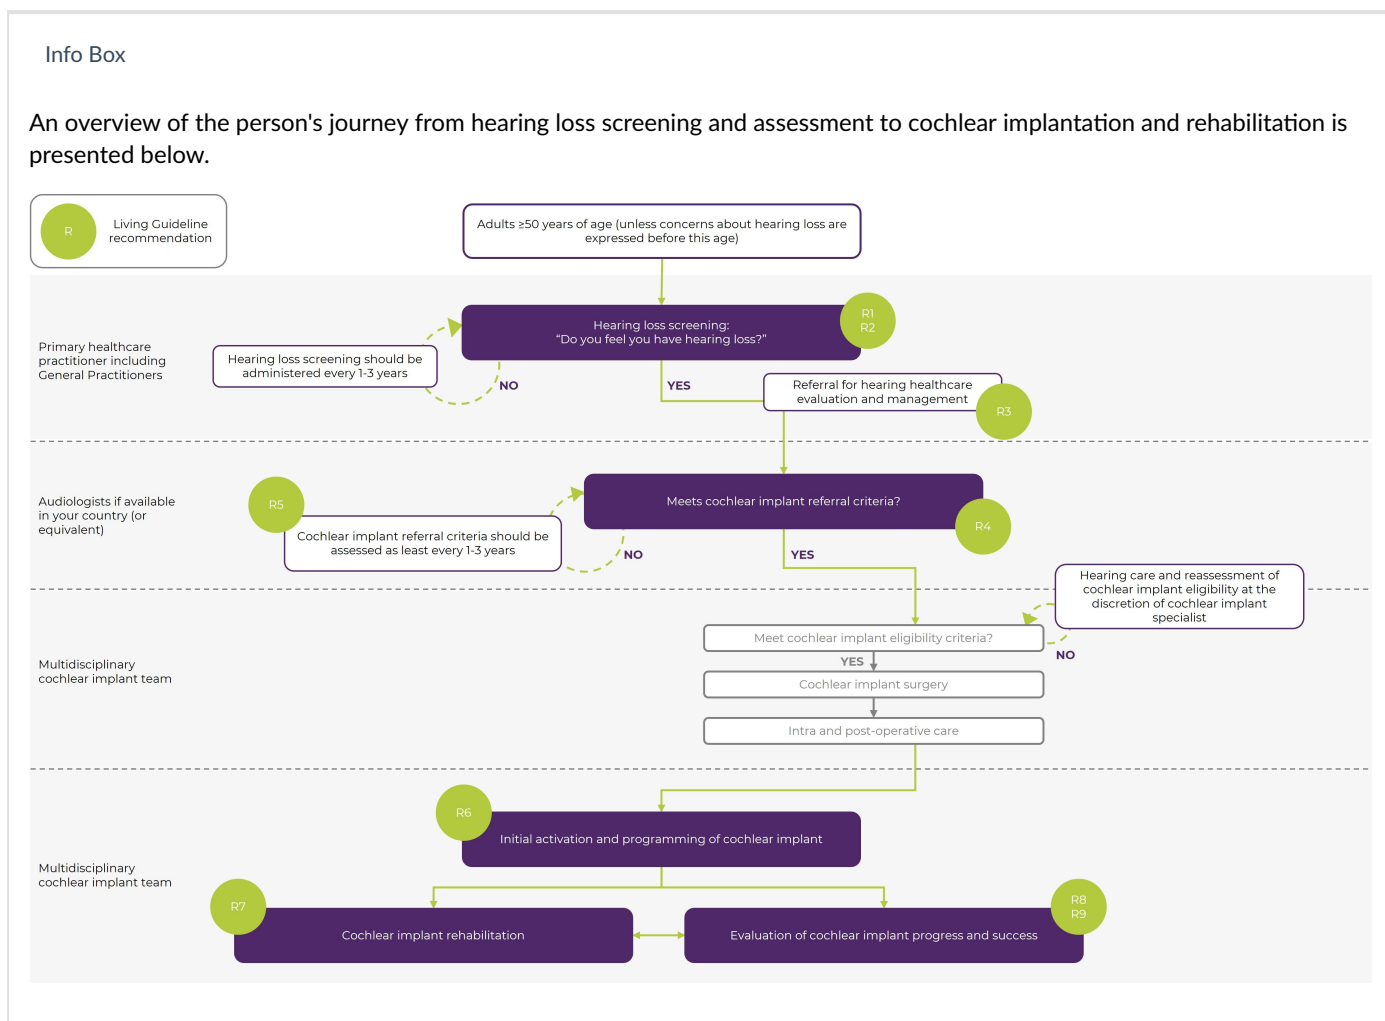 Info Box
An overview of the person's journey from hearing loss screening and assessment to cochlear implantation and rehabilitation is
presented below.
R
Living Guideline
recommendation
Adults ≥50 years of age (unless concerns about hearing loss are
expressed before this age)
Primary healthcare
practitioner including
General Practitioners
Hearing loss screening:
“Do you feel you have hearing loss?”
R1
R2
Hearing loss screening should be
administered every 1-3 years
NO
YES
Referral for hearing healthcare
evaluation and management
R3
Audiologists if available
in your country (or
equivalent)
R5
Cochlear implant referral criteria should be
assessed as least every 1-3 years
Meets cochlear implant referral criteria?
R4
NO
YES
Hearing care and reassessment of
cochlear implant eligibility at the
discretion of cochlear implant
specialist
Multidisciplinary
cochlear implant team
Meet cochlear implant eligibility criteria?
NO
YES
Cochlear implant surgery
Intra and post-operative care
Multidisciplinary
cochlear implant team
R6
Initial activation and programming of cochlear implant
R7
Cochlear implant rehabilitation
R8
R9
Evaluation of cochlear implant progress and success